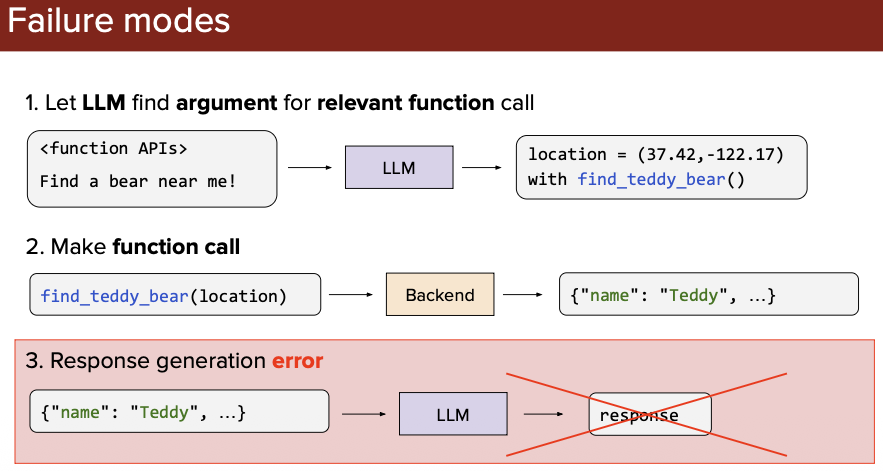 Failure modes
1. Let LLM find argument for relevant function call
<function APIs>
Find a bear near me!
LLM
location = (37.42,-122.17)
with find_teddy_bear()
2. Make function call
find_teddy_bear(location)
Backend
{"name": "Teddy", …}
3. Response generation error
{"name": "Teddy", …}
LLM
response